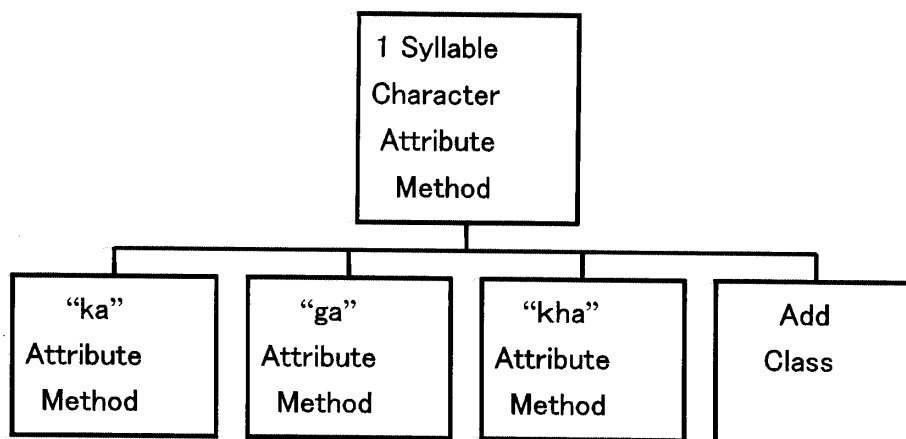 1 Syllable
Character
Attribute
Method
“ka”
Attribute
Method
“ga”
Attribute
Method
“kha”
Attribute
Method
Add
Class